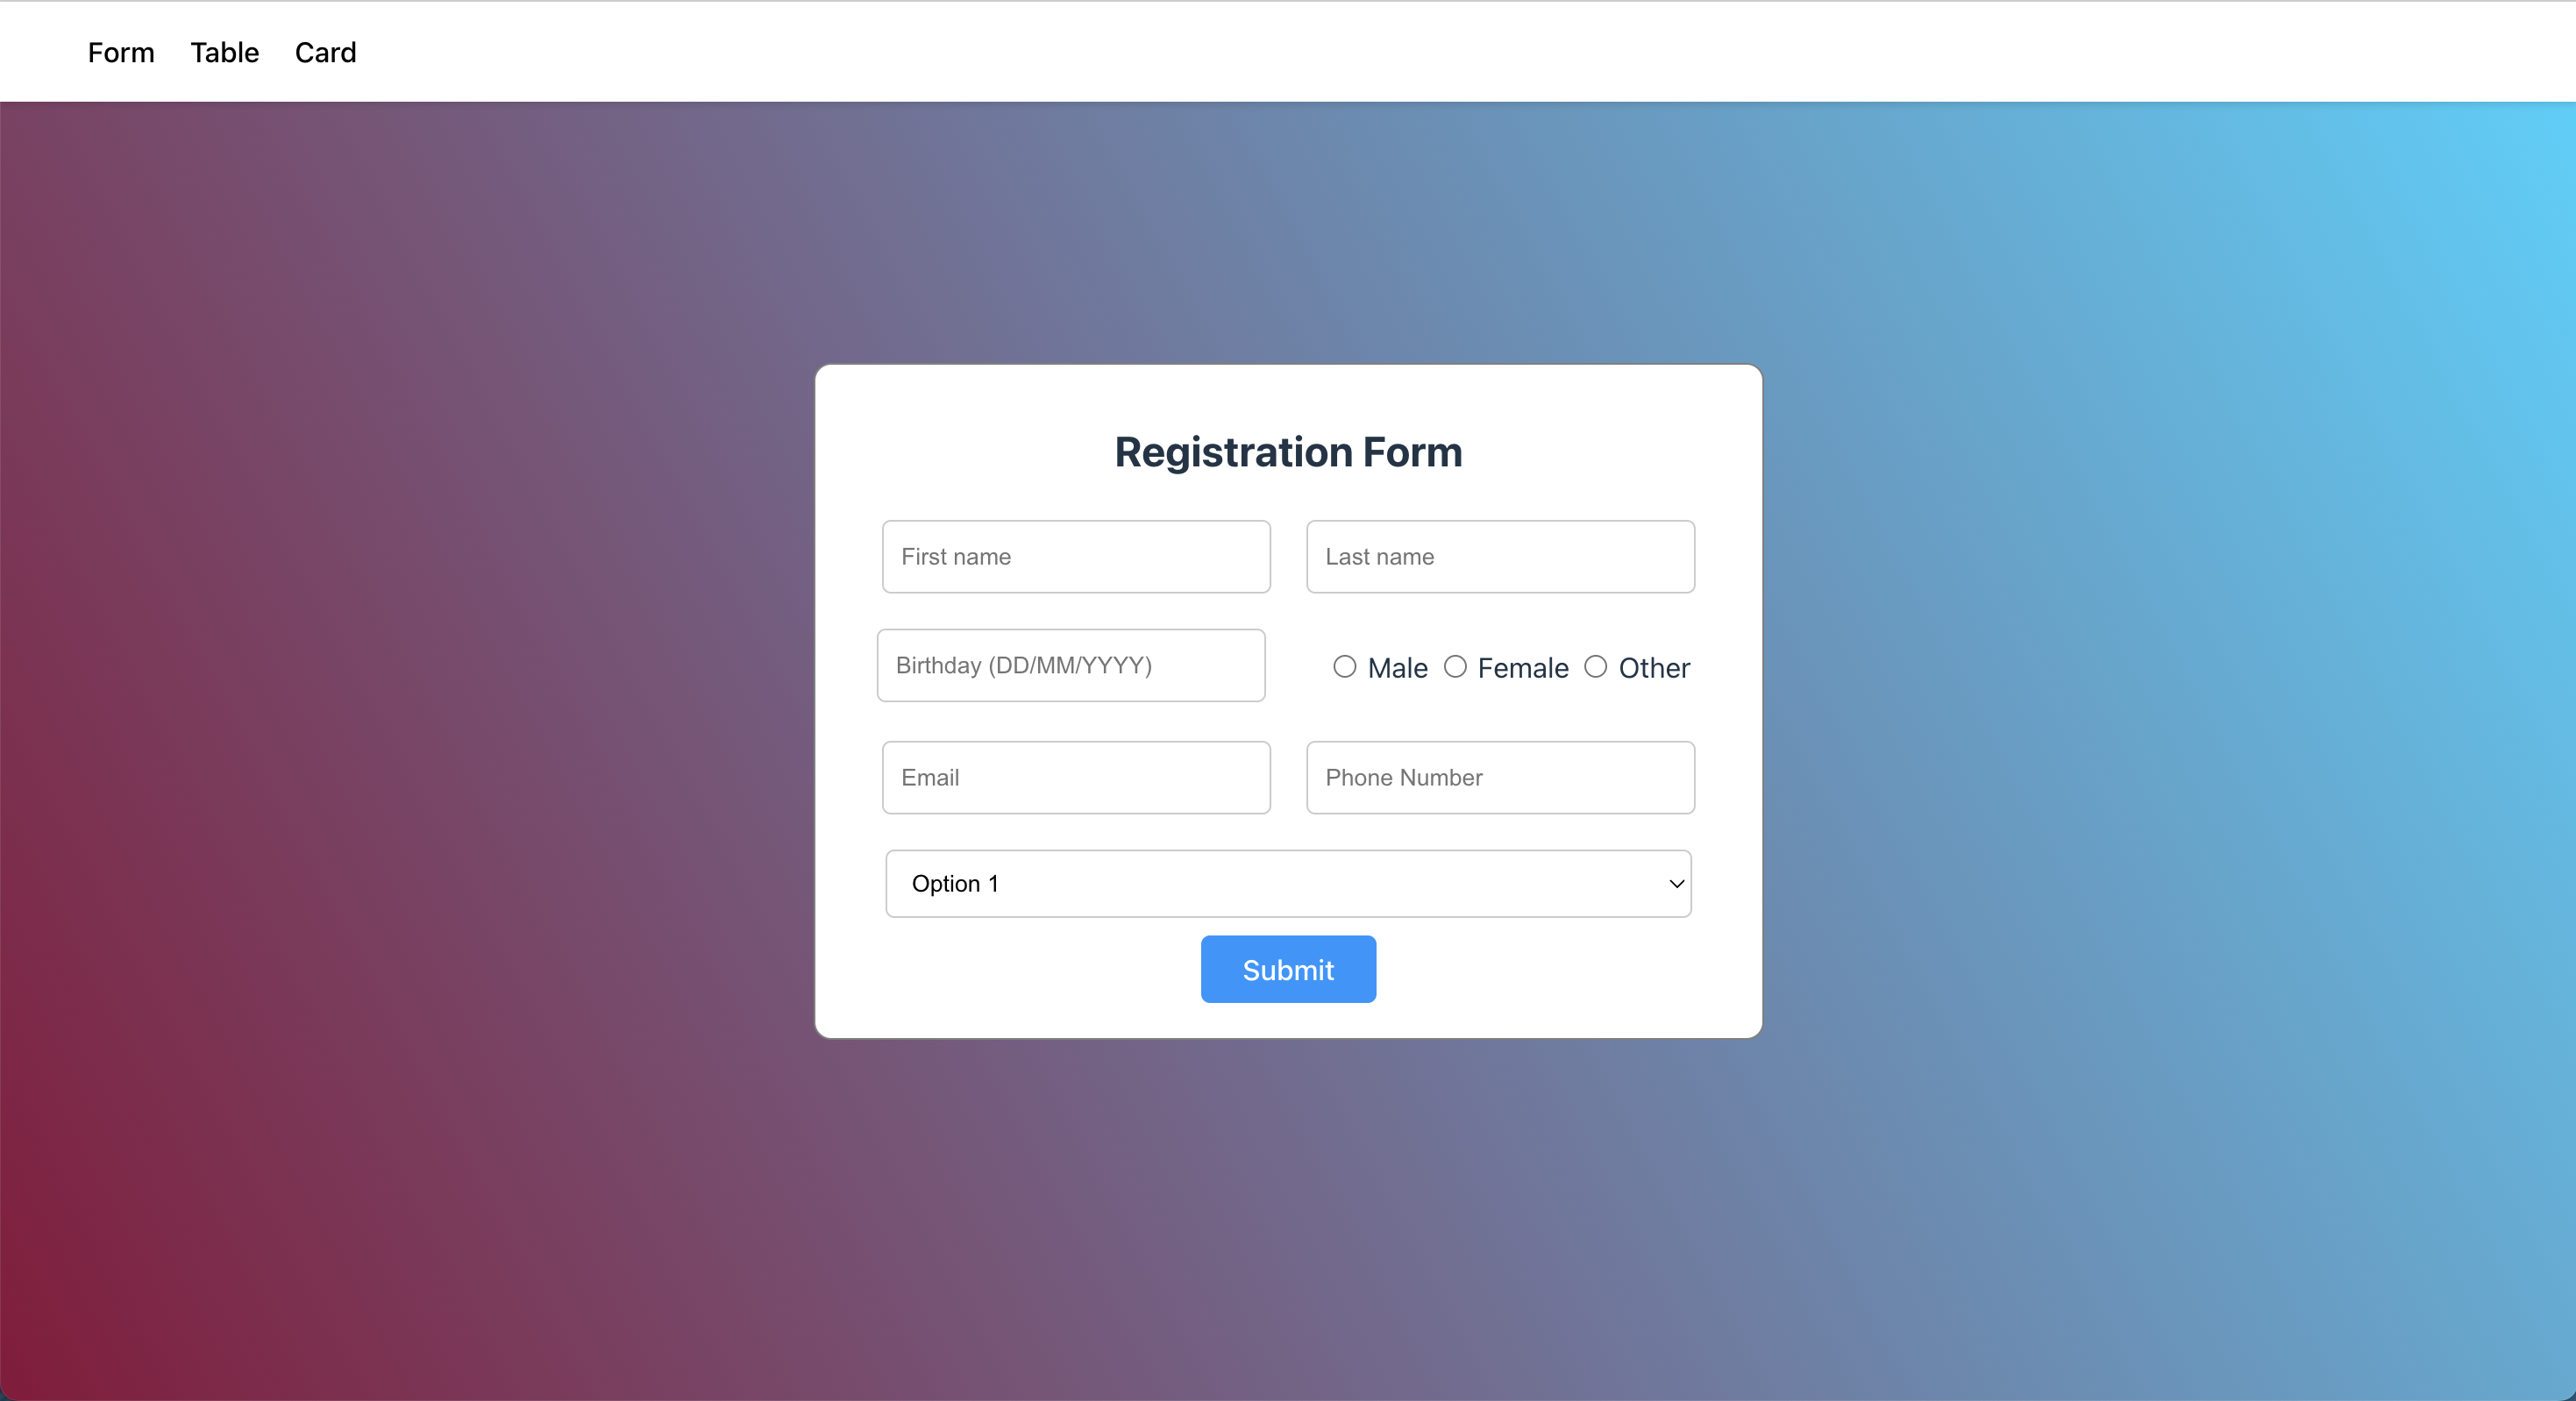 Form Table Card
Registration Form
First name Last name
Birthday (DD/MM/YYYY) Male Female Other
Email Phone Number
Option 1
Submit